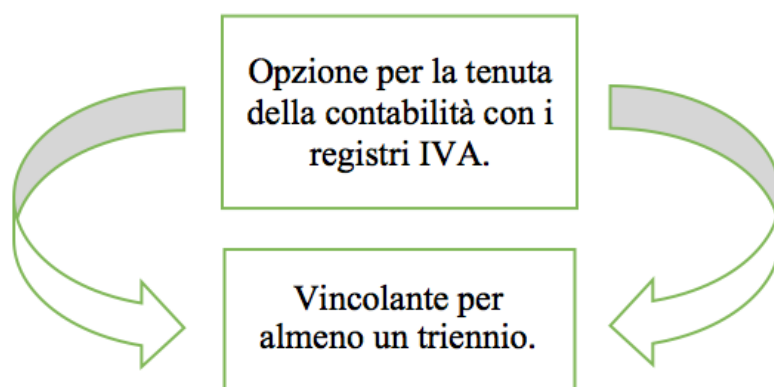 Opzione per la tenuta
della contabilità con i
registri IVA.
Vincolante per
almeno un triennio.